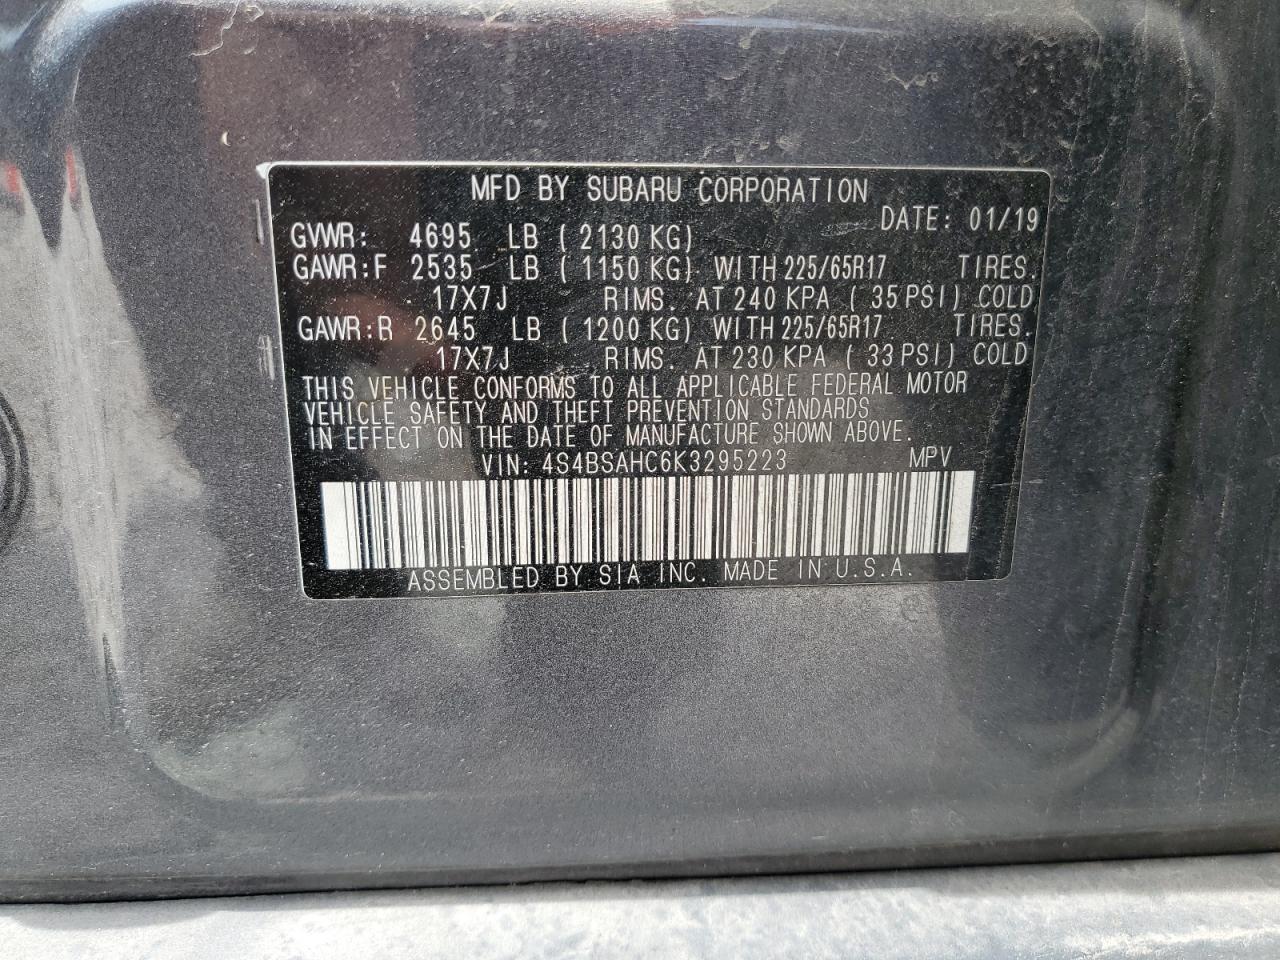 MFD BY SUBARU CORPORATION
DATE: 01/19
GVWR: 4695 LB ( 2130 KG)
GAWR:F 2535 LB ( 1150 KG) WITH 225/65R17 TIRES.
17X7J RIMS. AT 240 KPA ( 35 PSI) COLD
GAWR:R 2645 LB ( 1200 KG) WITH 225/65R17 TIRES.
17X7J RIMS. AT 230 KPA ( 33 PSI) COLD
THIS VEHICLE CONFORMS TO ALL APPLICABLE FEDERAL MOTOR
VEHICLE SAFETY AND THEFT PREVENTION STANDARDS
IN EFFECT ON THE DATE OF MANUFACTURE SHOWN ABOVE.
VIN: 4S4BSAHC6K3295223 MPV
ASSEMBLED BY SIA INC. MADE IN U.S.A.